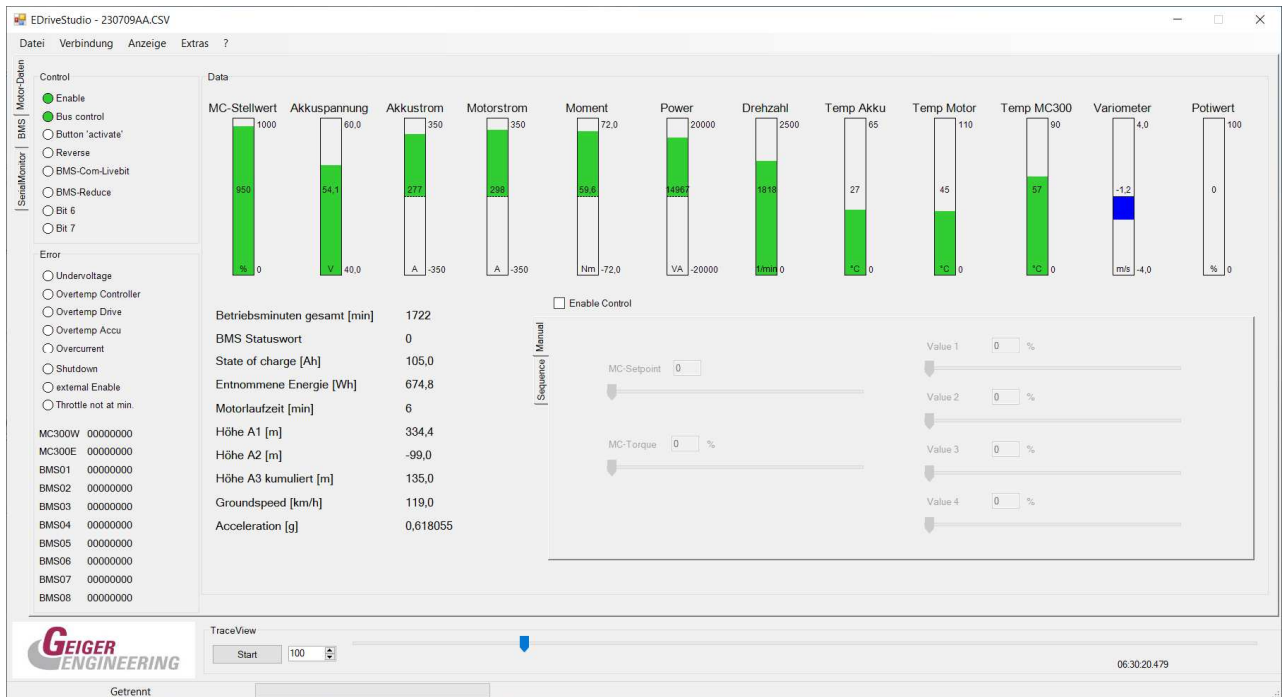 EDriveStudio - 230709AA.CSV
Datei Verbindung Anzeige Extras ?
Motor-Daten
BMS
SerialMonitor
Control
Enable
Bus control
Button 'activate'
Reverse
BMS-Com-Livebit
BMS-Reduce
Bit 6
Bit 7
Error
Undervoltage
Overtemp Controller
Overtemp Drive
Overtemp Accu
Overcurrent
Shutdown
external Enable
Throttle not at min.
MC300W 00000000
MC300E 00000000
BMS01 00000000
BMS02 00000000
BMS03 00000000
BMS04 00000000
BMS05 00000000
BMS06 00000000
BMS07 00000000
BMS08 00000000
Data
MC-Stellwert Akkuspannung Akkustrom Motorstrom Moment Power Drehzahl Temp Akku Temp Motor Temp MC300 Variometer Potiwert
1000 60,0 350 350 72,0 20000 2500 65 110 90 4,0 100
950 54,1 277 298 59,6 14967 1818 27 45 57 -1,2 0
% 0 V 40,0 A -350 A -350 Nm -72,0 VA -20000 1/min 0 °C 0 °C 0 °C 0 m/s -4,0 % 0
Betriebsminuten gesamt [min] 1722
BMS Statuswort 0
State of charge [Ah] 105,0
Entnommene Energie [Wh] 674,8
Motorlaufzeit [min] 6
Höhe A1 [m] 334,4
Höhe A2 [m] -99,0
Höhe A3 kumuliert [m] 135,0
Groundspeed [km/h] 119,0
Acceleration [g] 0,618055
Enable Control
Manual
Sequence
MC-Setpoint 0
MC-Torque 0 %
Value 1 0 %
Value 2 0 %
Value 3 0 %
Value 4 0 %
GEIGER
ENGINEERING
TraceView
Start 100
06:30:20.479
Getrennt